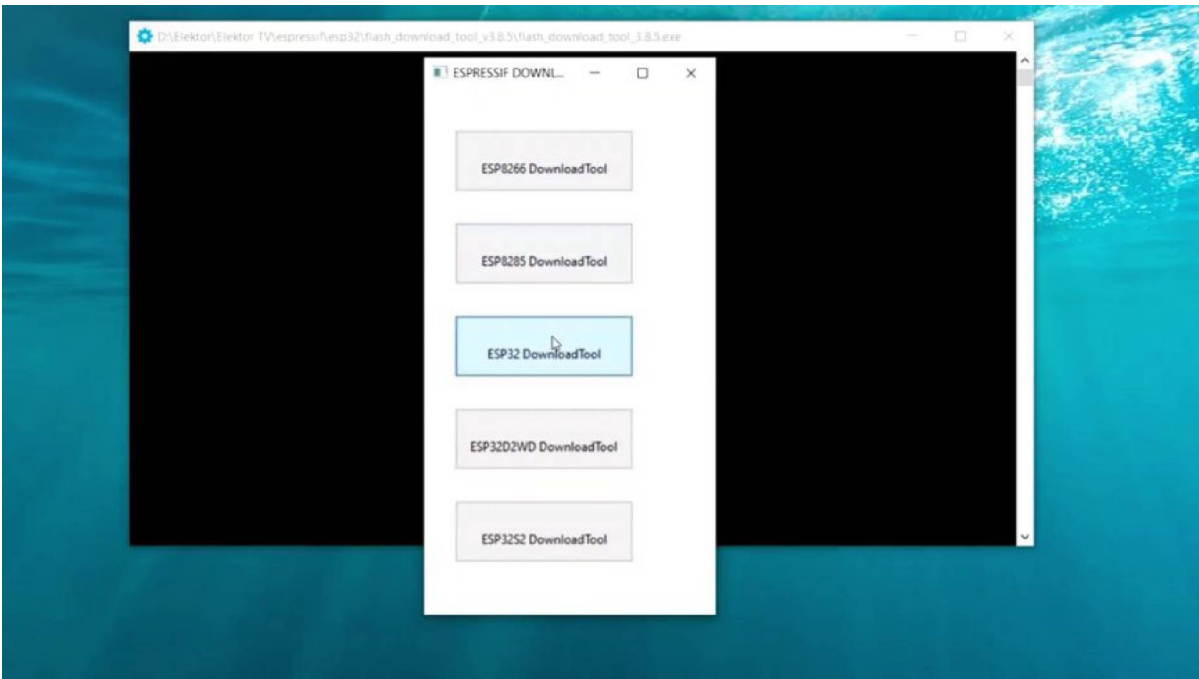 D:\Elektor\Elektor TV\espressif\esp32\flash_download_tool_v3.8.5\flash_download_tool_3.8.5.exe
ESPRESSIF DOWNL...
ESP8266 DownloadTool
ESP8285 DownloadTool
ESP32 DownloadTool
ESP32D2WD DownloadTool
ESP32S2 DownloadTool